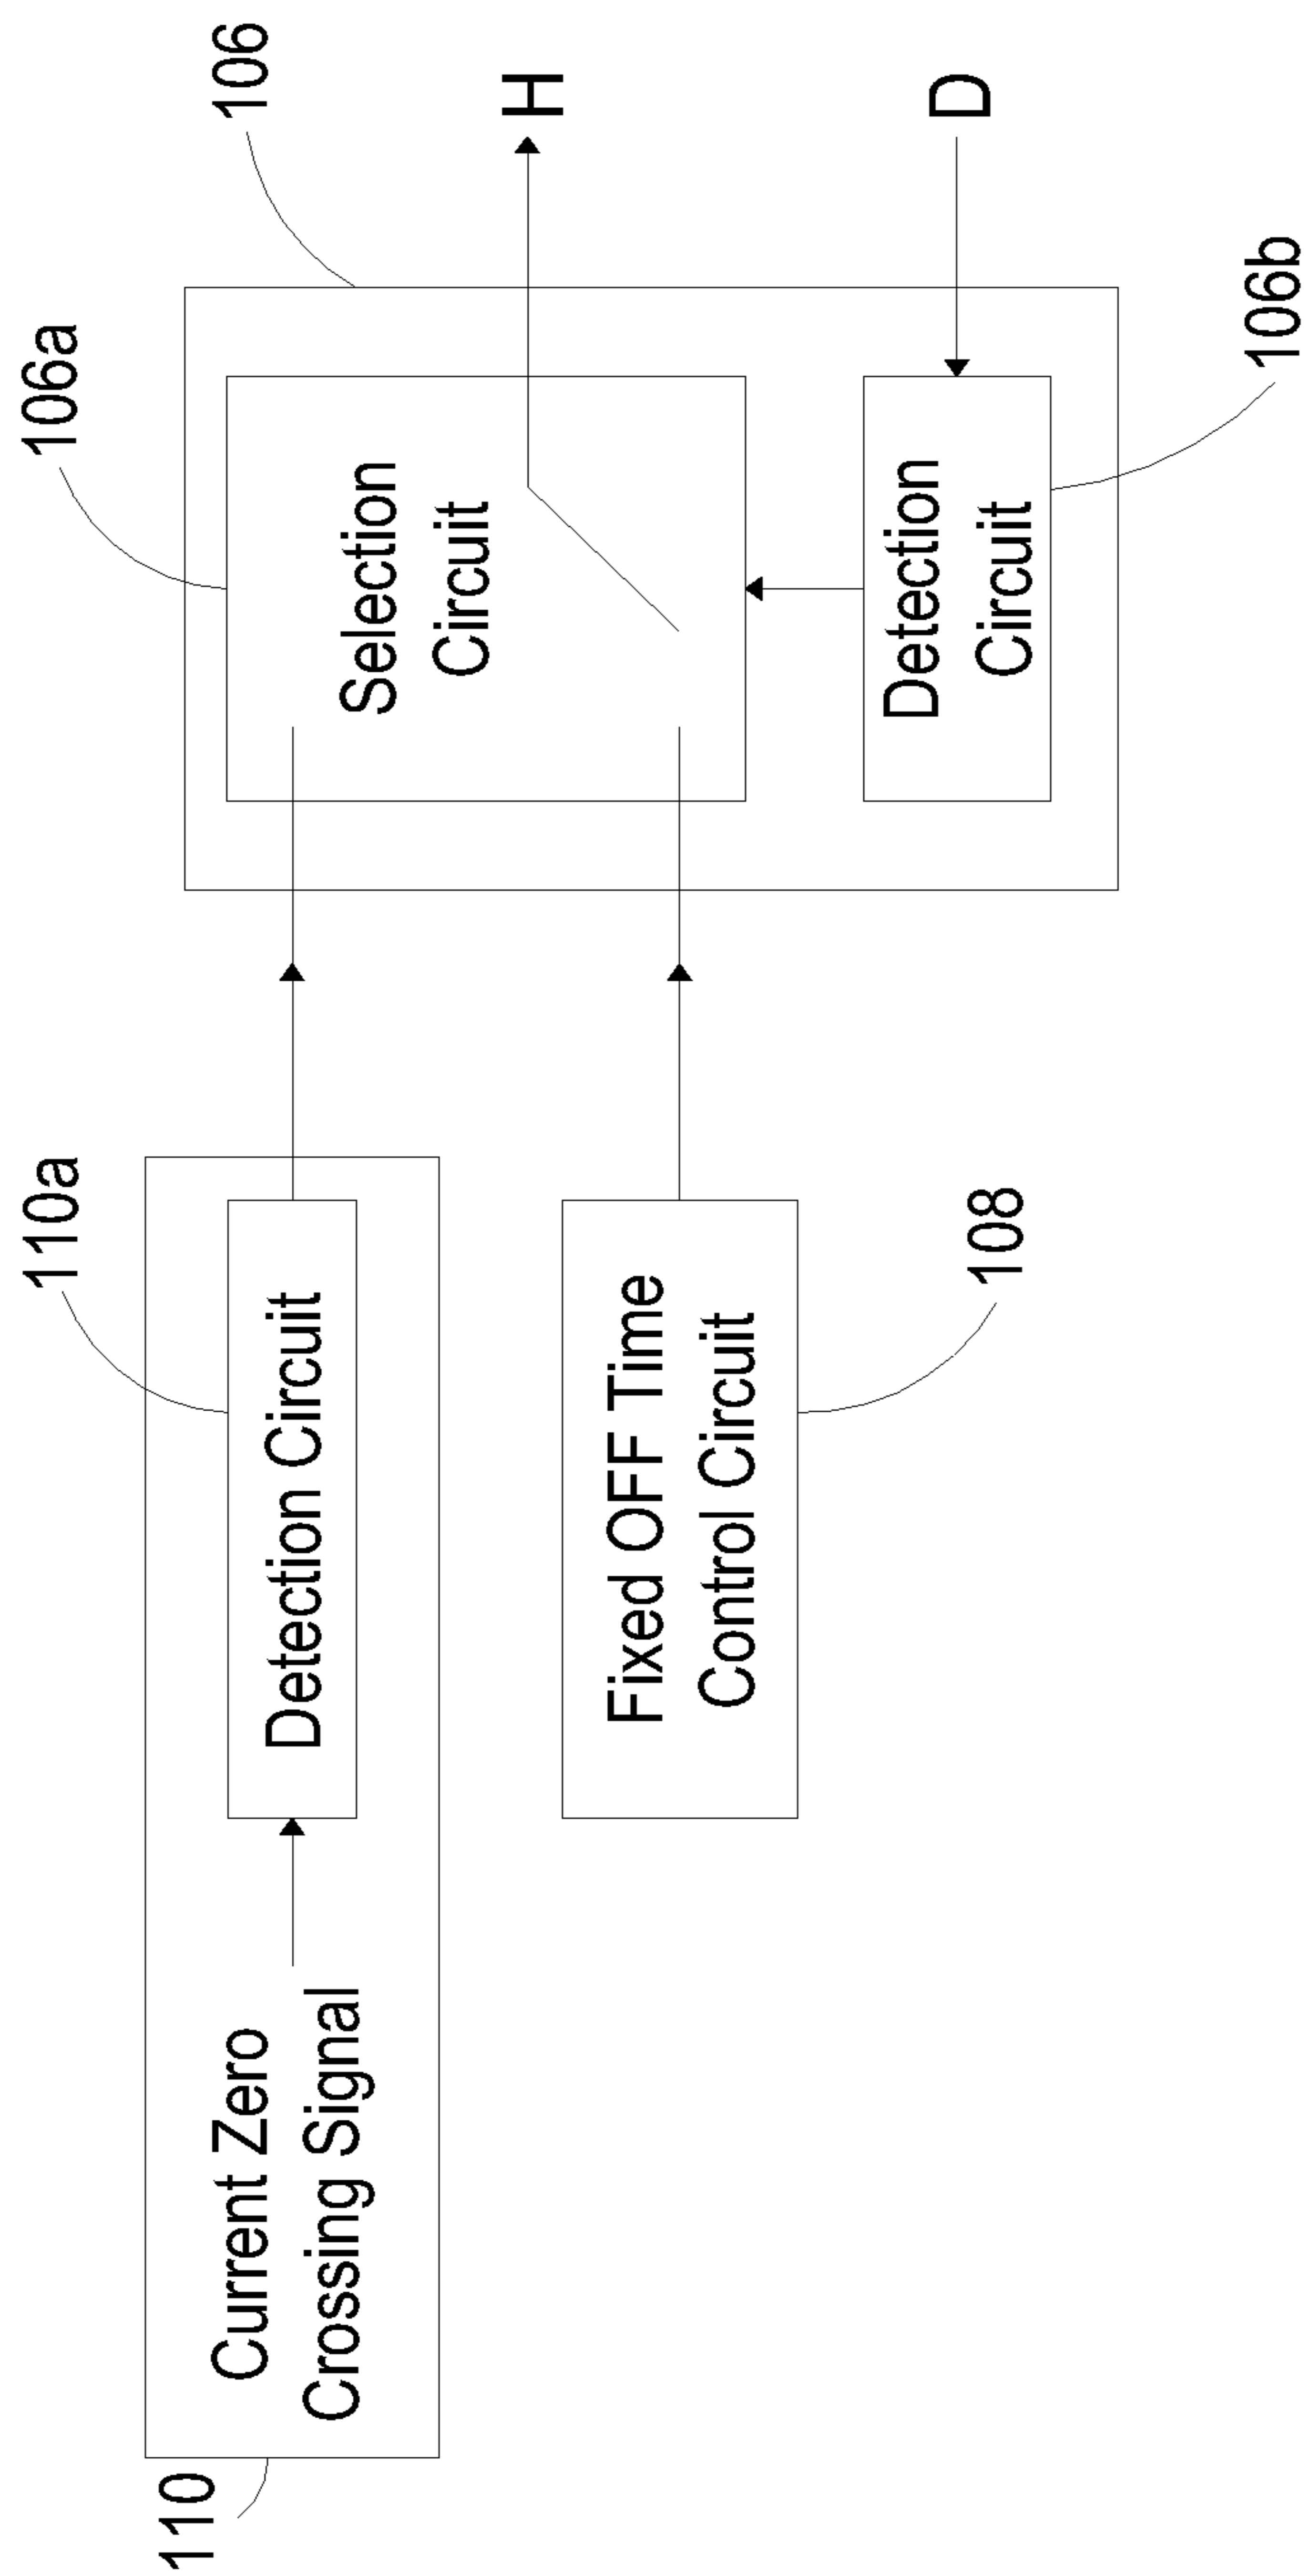 106a
106
110a
110
Current Zero
Crossing Signal
Detection Circuit
Selection
Circuit
H
Fixed OFF Time
Control Circuit
108
Detection
Circuit
D
106b